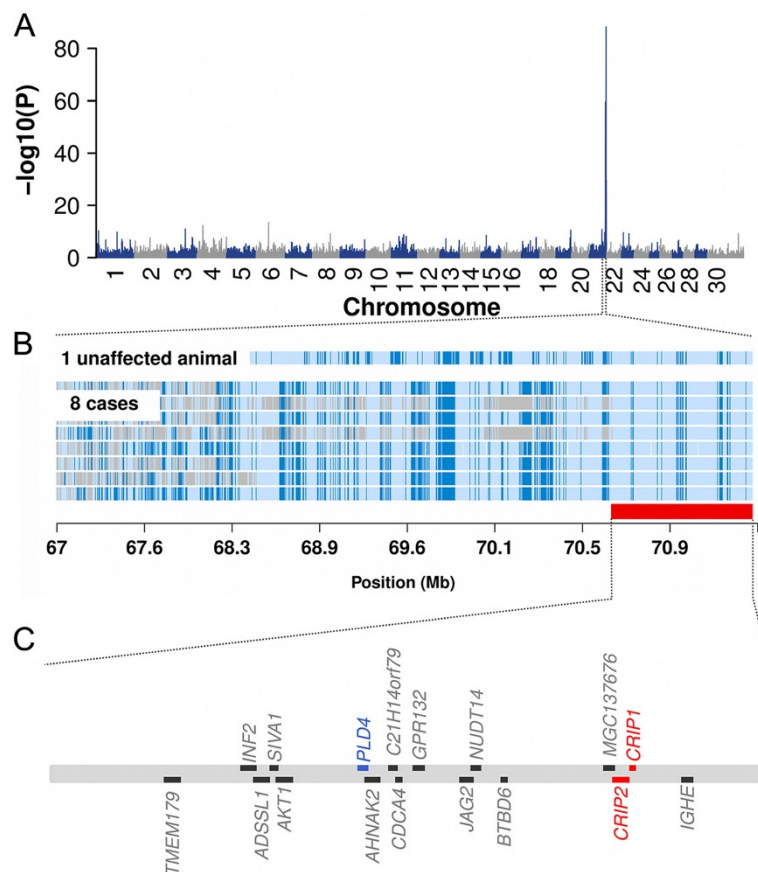 A
80
60
40
20
0
−log10(P)
1 2 3 4 5 6 7 8 9 10 11 12 13 14 15 16 18 20 22 24 26 28 30
Chromosome
B
1 unaffected animal
8 cases
67 67.6 68.3 68.9 69.6 70.1 70.5 70.9
Position (Mb)
C
TMEM179
INF2
ADSSL1
SIVA1
AKT1
PLD4
AHNAK2
C21H14orf79
CDCA4
GPR132
JAG2
NUDT14
BTBD6
MGC137676
CRIP2
CRIP1
IGHE